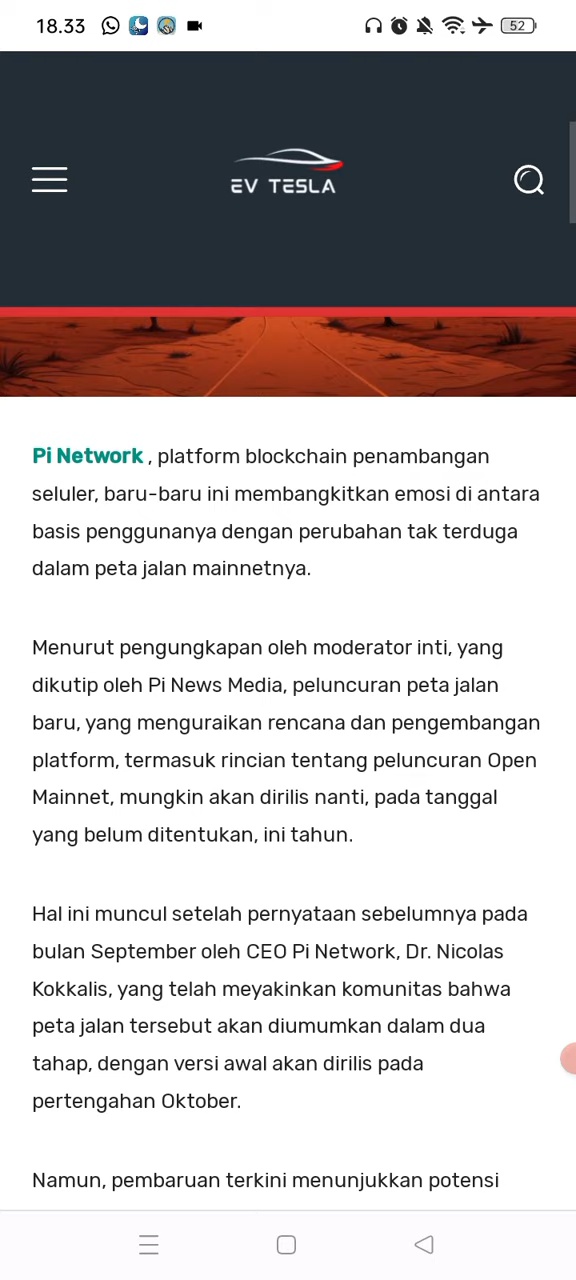 18.33
52
EV TESLA
Pi Network , platform blockchain penambangan
seluler, baru-baru ini membangkitkan emosi di antara
basis penggunanya dengan perubahan tak terduga
dalam peta jalan mainnetnya.
Menurut pengungkapan oleh moderator inti, yang
dikutip oleh Pi News Media, peluncuran peta jalan
baru, yang menguraikan rencana dan pengembangan
platform, termasuk rincian tentang peluncuran Open
Mainnet, mungkin akan dirilis nanti, pada tanggal
yang belum ditentukan, ini tahun.
Hal ini muncul setelah pernyataan sebelumnya pada
bulan September oleh CEO Pi Network, Dr. Nicolas
Kokkalis, yang telah meyakinkan komunitas bahwa
peta jalan tersebut akan diumumkan dalam dua
tahap, dengan versi awal akan dirilis pada
pertengahan Oktober.
Namun, pembaruan terkini menunjukkan potensi